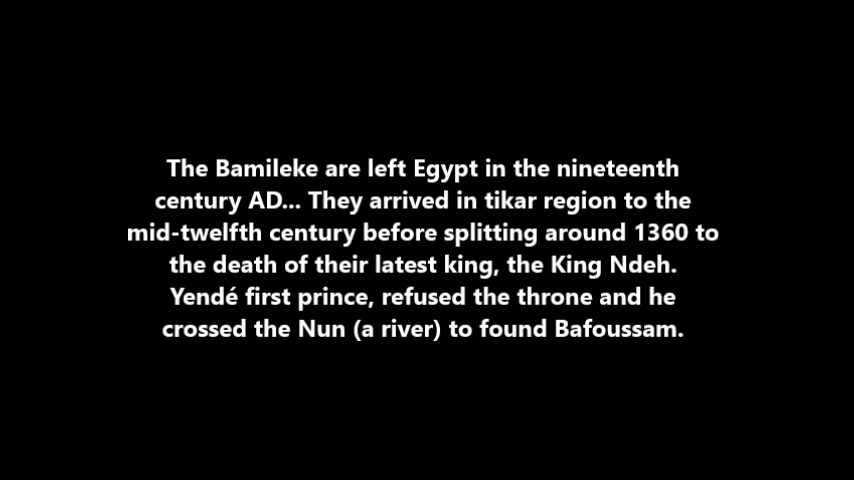 The Bamileke are left Egypt in the nineteenth
century AD... They arrived in tikar region to the
mid-twelfth century before splitting around 1360 to
the death of their latest king, the King Ndeh.
Yendé first prince, refused the throne and he
crossed the Nun (a river) to found Bafoussam.